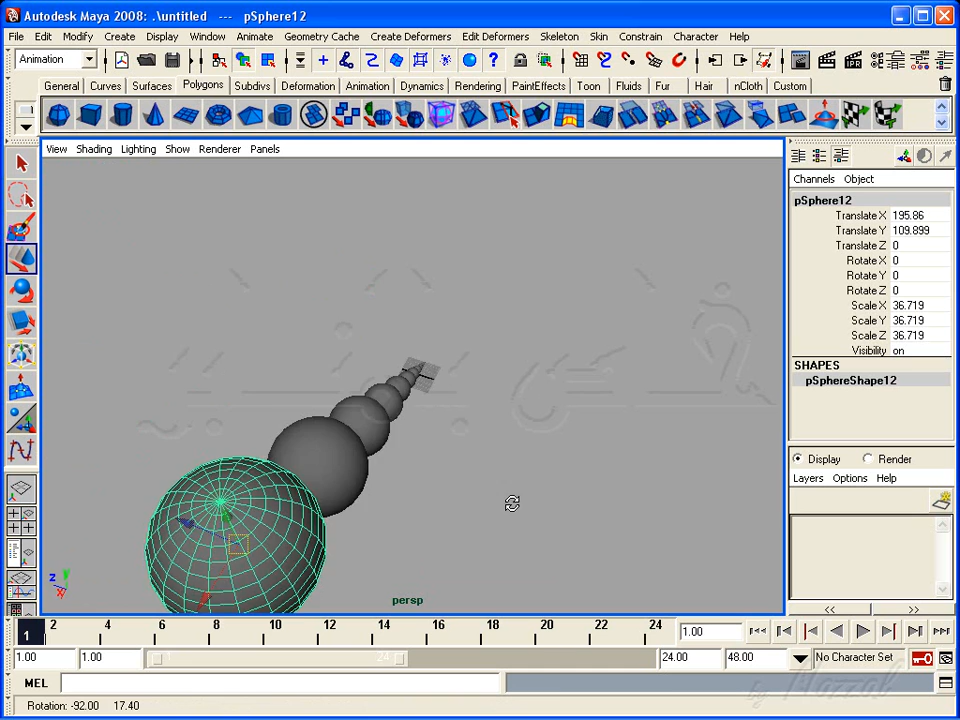 Autodesk Maya 2008: .\untitled --- pSphere12
File Edit Modify Create Display Window Animate Geometry Cache Create Deformers Edit Deformers Skeleton Skin Constrain Character Help
Animation
General Curves Surfaces Polygons Subdivs Deformation Animation Dynamics Rendering PaintEffects Toon Fluids Fur Hair nCloth Custom
View Shading Lighting Show Renderer Panels
Channels Object
pSphere12
Translate X 195.86
Translate Y 109.899
Translate Z 0
Rotate X 0
Rotate Y 0
Rotate Z 0
Scale X 36.719
Scale Y 36.719
Scale Z 36.719
Visibility on
SHAPES
pSphereShape12
Display Render
Layers Options Help
z y x
persp
<< >>
1 2 4 6 8 10 12 14 16 18 20 22 24 1.00
1.00 1.00 1 24 24.00 48.00 No Character Set
MEL
Rotation: -92.00 17.40